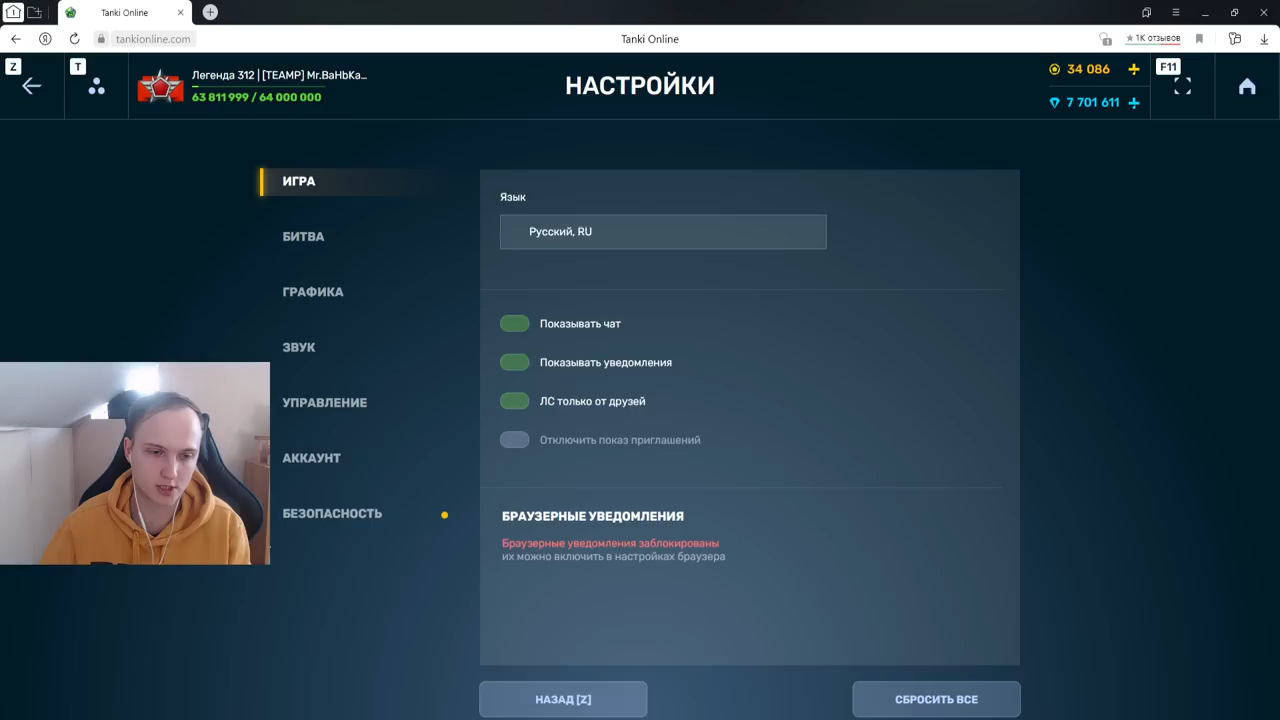 Tanki Online
tankionline.com
Tanki Online
1K отзывов
Z
T
Легенда 312 | [TEAMP] Mr.BaHbKa...
63 811 999 / 64 000 000
НАСТРОЙКИ
34 086
7 701 611
F11
ИГРА
БИТВА
ГРАФИКА
ЗВУК
УПРАВЛЕНИЕ
АККАУНТ
БЕЗОПАСНОСТЬ
Язык
Русский, RU
Показывать чат
Показывать уведомления
ЛС только от друзей
Отключить показ приглашений
БРАУЗЕРНЫЕ УВЕДОМЛЕНИЯ
Браузерные уведомления заблокированы
их можно включить в настройках браузера
НАЗАД [Z]
СБРОСИТЬ ВСЕ